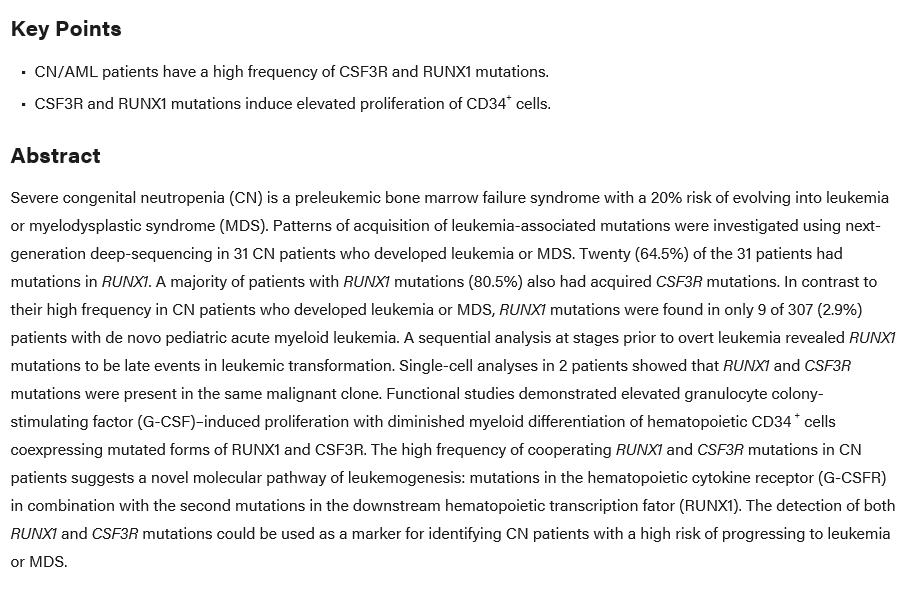 Key Points
▪ CN/AML patients have a high frequency of CSF3R and RUNX1 mutations.
▪ CSF3R and RUNX1 mutations induce elevated proliferation of CD34+ cells.
Abstract
Severe congenital neutropenia (CN) is a preleukemic bone marrow failure syndrome with a 20% risk of evolving into leukemia
or myelodysplastic syndrome (MDS). Patterns of acquisition of leukemia-associated mutations were investigated using next-
generation deep-sequencing in 31 CN patients who developed leukemia or MDS. Twenty (64.5%) of the 31 patients had
mutations in RUNX1. A majority of patients with RUNX1 mutations (80.5%) also had acquired CSF3R mutations. In contrast to
their high frequency in CN patients who developed leukemia or MDS, RUNX1 mutations were found in only 9 of 307 (2.9%)
patients with de novo pediatric acute myeloid leukemia. A sequential analysis at stages prior to overt leukemia revealed RUNX1
mutations to be late events in leukemic transformation. Single-cell analyses in 2 patients showed that RUNX1 and CSF3R
mutations were present in the same malignant clone. Functional studies demonstrated elevated granulocyte colony-
stimulating factor (G-CSF)–induced proliferation with diminished myeloid differentiation of hematopoietic CD34+ cells
coexpressing mutated forms of RUNX1 and CSF3R. The high frequency of cooperating RUNX1 and CSF3R mutations in CN
patients suggests a novel molecular pathway of leukemogenesis: mutations in the hematopoietic cytokine receptor (G-CSFR)
in combination with the second mutations in the downstream hematopoietic transcription fator (RUNX1). The detection of both
RUNX1 and CSF3R mutations could be used as a marker for identifying CN patients with a high risk of progressing to leukemia
or MDS.